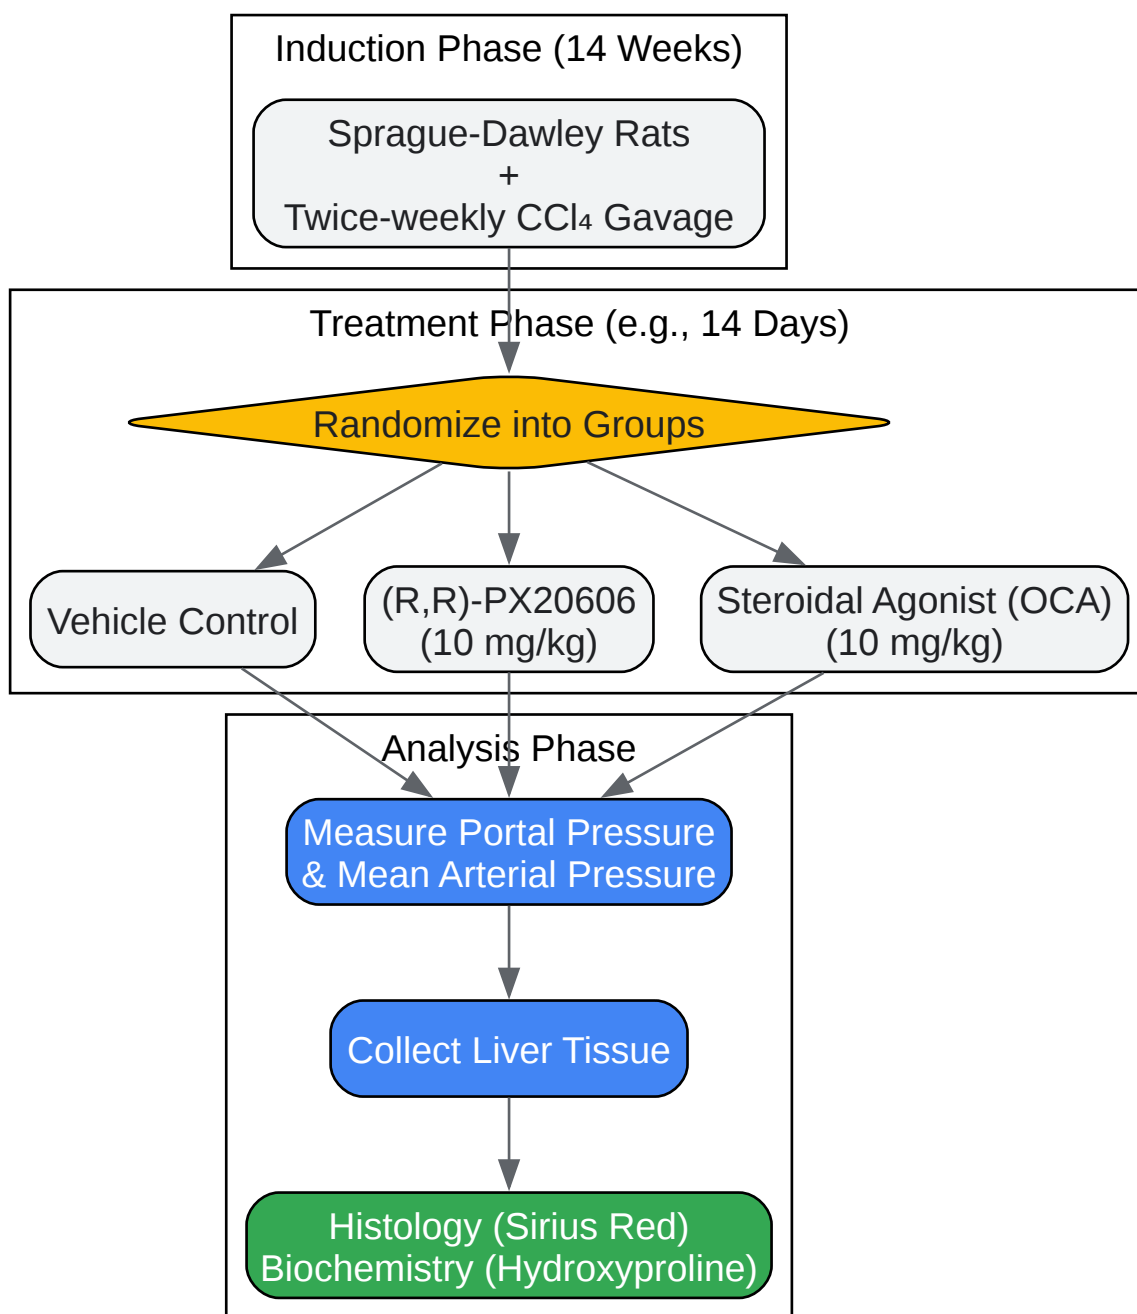 Induction Phase (14 Weeks)
Sprague-Dawley Rats
+
Twice-weekly CCl₄ Gavage
Treatment Phase (e.g., 14 Days)
Randomize into Groups
Vehicle Control
(R,R)-PX20606
(10 mg/kg)
Steroidal Agonist (OCA)
(10 mg/kg)
Analysis Phase
Measure Portal Pressure
& Mean Arterial Pressure
Collect Liver Tissue
Histology (Sirius Red)
Biochemistry (Hydroxyproline)